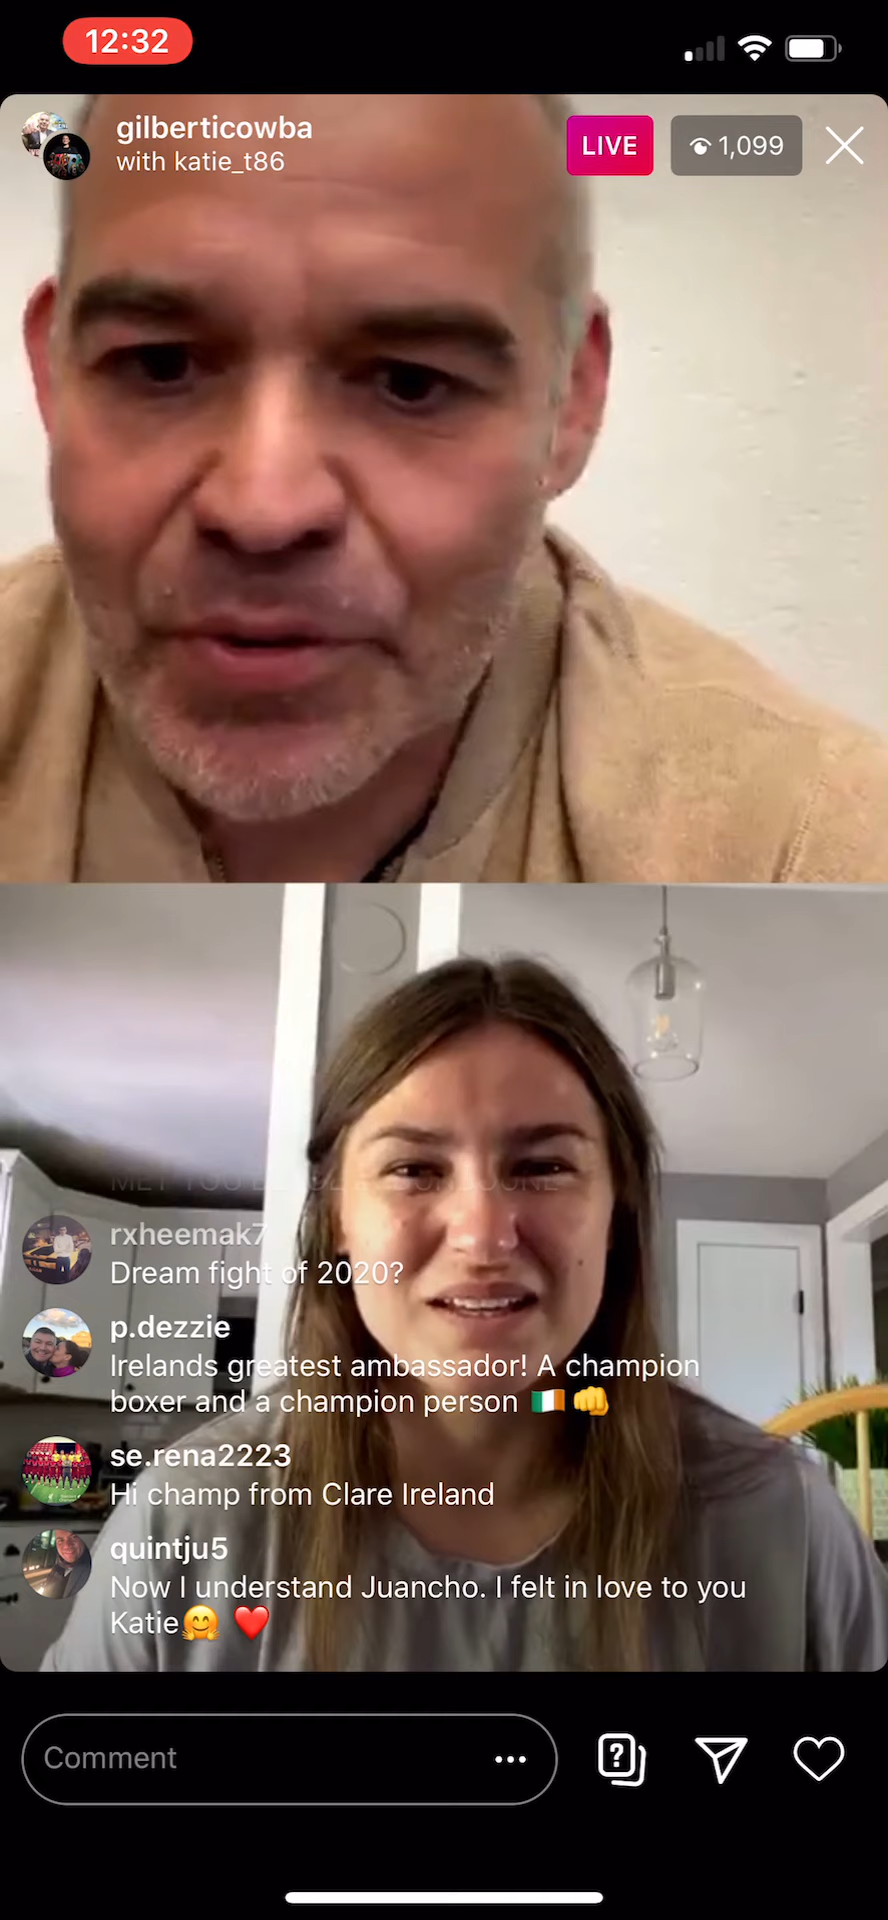 12:32
gilberticowba
with katie_t86
LIVE
1,099
rxheemak7
Dream fight of 2020?
p.dezzie
Irelands greatest ambassador! A champion
boxer and a champion person 🇮🇪 👊
se.rena2223
Hi champ from Clare Ireland
quintju5
Now I understand Juancho. I felt in love to you
Katie🤗 ❤️
Comment